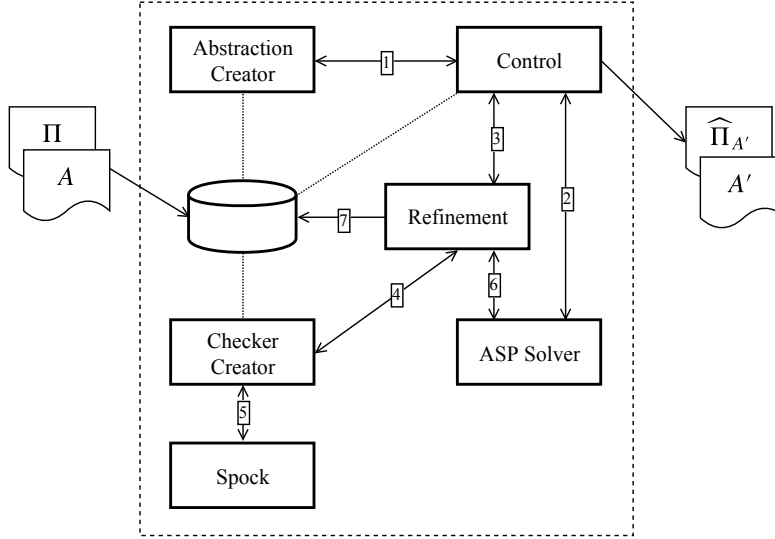 Abstraction
Creator
1
Control
Π
A
3
2
Π̂_{A′}
A′
7
Refinement
4
6
Checker
Creator
ASP Solver
5
Spock